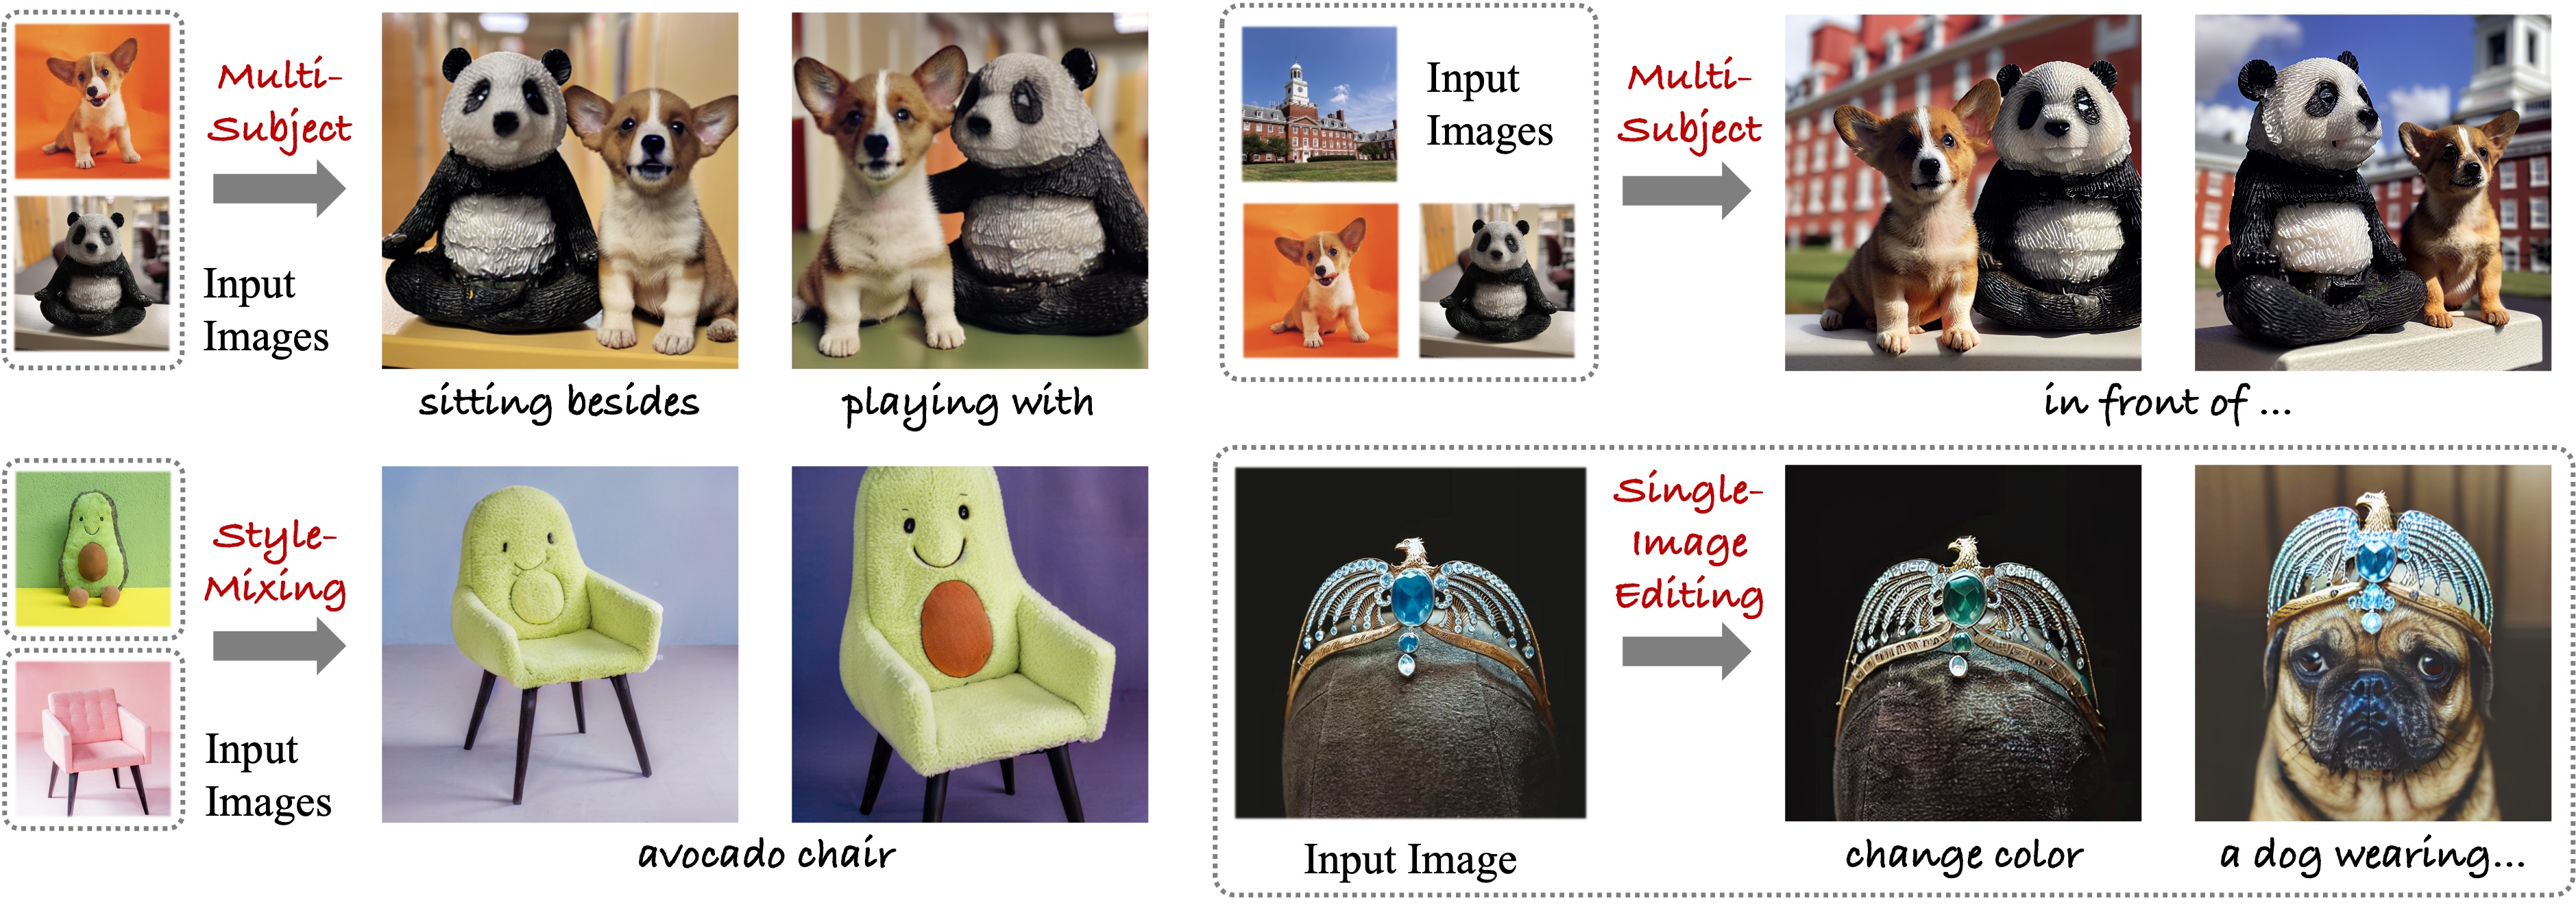 Multi-
Subject
Input
Images
sitting besides
playing with
Input
Images
Multi-
Subject
in front of ...
Style-
Mixing
Input
Images
avocado chair
Single-
Image
Editing
Input Image
change color
a dog wearing...